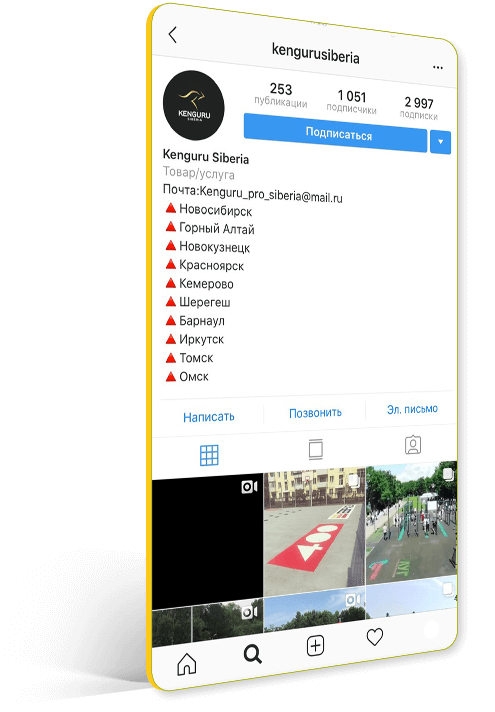 kengurusiberia
253
публикации
1 051
подписчики
2 997
подписки
KENGURU
SIBERIA
Подписаться
Kenguru Siberia
Товар/услуга
Почта:Kenguru_pro_siberia@mail.ru
Новосибирск
Горный Алтай
Новокузнецк
Красноярск
Кемерово
Шерегеш
Барнаул
Иркутск
Томск
Омск
Написать
Позвонить
Эл. письмо
400